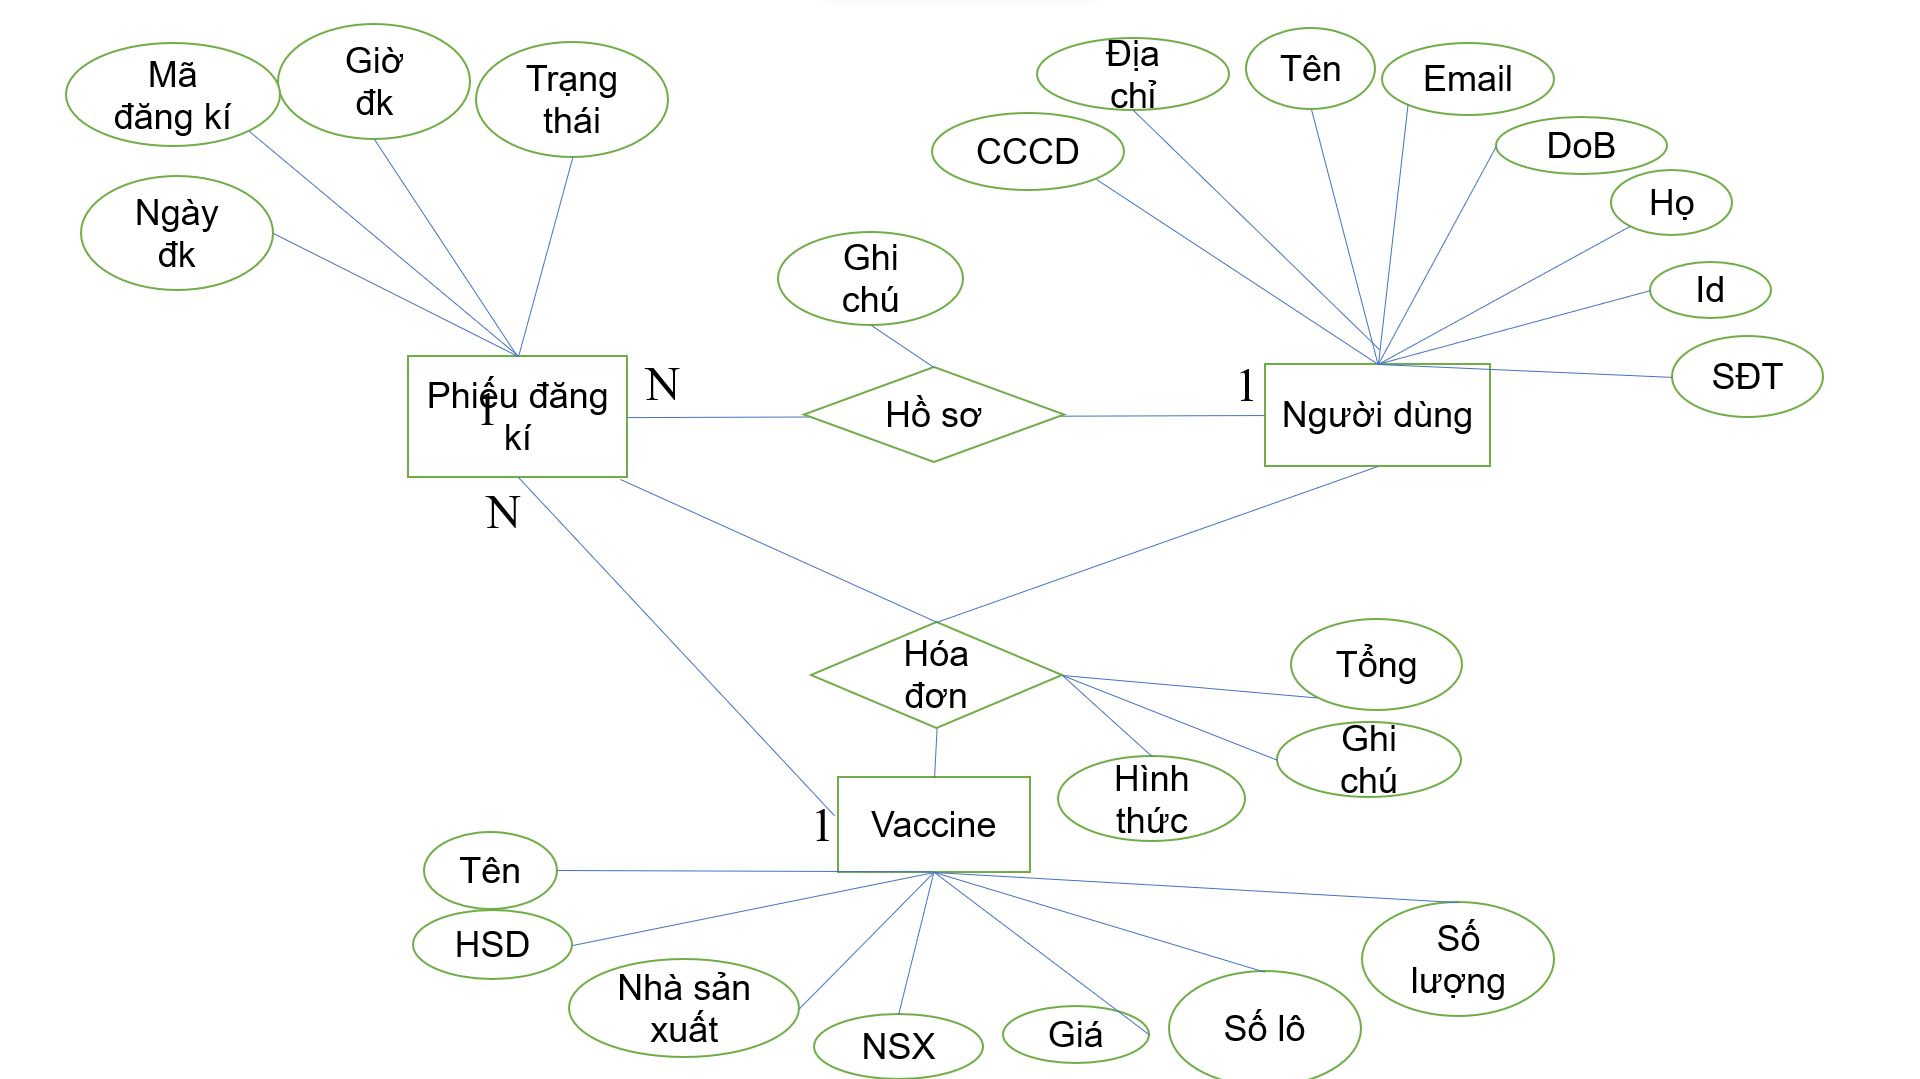 Mã
đăng kí
Giờ
đk
Trạng
thái
Ngày
đk
Địa
chỉ
Tên
Email
CCCD
DoB
Họ
Id
SĐT
Ghi
chú
Phiếu đăng
kí
1
N
Hồ sơ
1
Người dùng
N
Hóa
đơn
Tổng
Ghi
chú
Hình
thức
1
Vaccine
Tên
HSD
Nhà sản
xuất
NSX
Giá
Số lô
Số
lượng